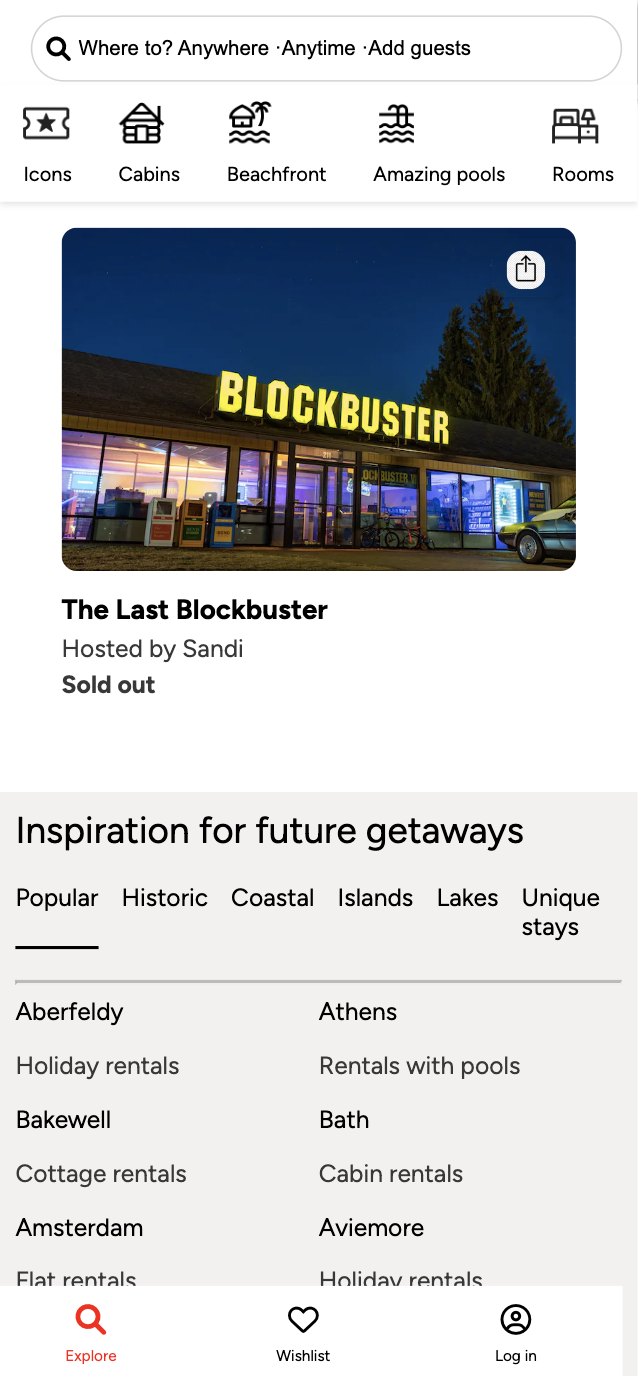 Where to? Anywhere ·Anytime ·Add guests
Icons
Cabins
Beachfront
Amazing pools
Rooms
BLOCKBUSTER
211
The Last Blockbuster
Hosted by Sandi
Sold out
Inspiration for future getaways
Popular
Historic
Coastal
Islands
Lakes
Unique
stays
Aberfeldy
Athens
Holiday rentals
Rentals with pools
Bakewell
Bath
Cottage rentals
Cabin rentals
Amsterdam
Aviemore
Flat rentals
Holiday rentals
Explore
Wishlist
Log in